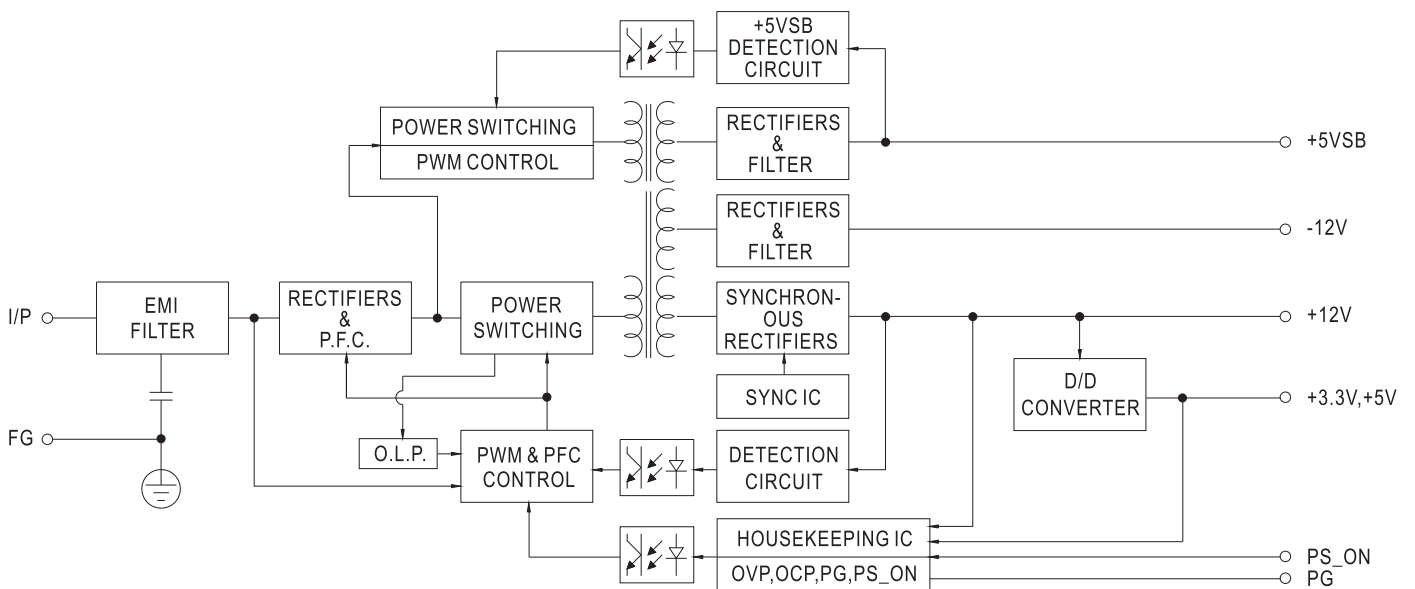 +5VSB
DETECTION
CIRCUIT
POWER SWITCHING
PWM CONTROL
RECTIFIERS
&
FILTER
+5VSB
RECTIFIERS
&
FILTER
-12V
I/P
EMI
FILTER
RECTIFIERS
&
P.F.C.
POWER
SWITCHING
SYNCHRON-
OUS
RECTIFIERS
+12V
SYNC IC
D/D
CONVERTER
+3.3V,+5V
FG
O.L.P.
PWM & PFC
CONTROL
DETECTION
CIRCUIT
HOUSEKEEPING IC
OVP,OCP,PG,PS_ON
PS_ON
PG